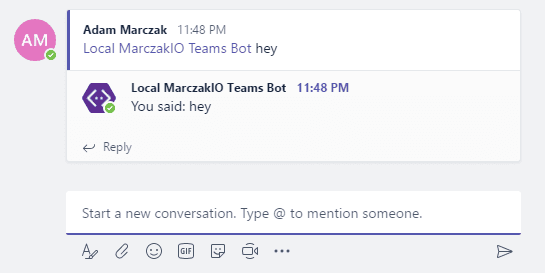 AM
Adam Marczak 11:48 PM
Local MarczakIO Teams Bot hey
Local MarczakIO Teams Bot 11:48 PM
You said: hey
Reply
Start a new conversation. Type @ to mention someone.
GIF